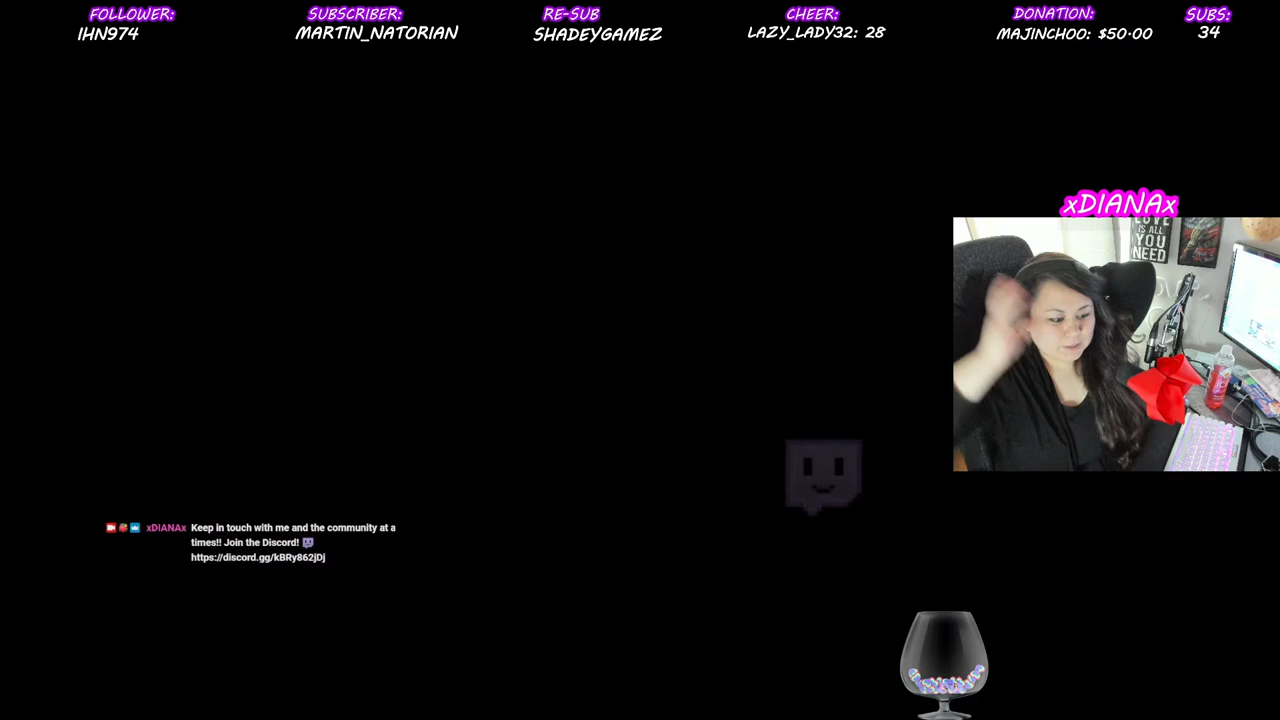 FOLLOWER:
IHN974
SUBSCRIBER:
MARTIN_NATORIAN
RE-SUB
SHADEYGAMEZ
CHEER:
LAZY_LADY32: 28
DONATION:
MAJINCHOO: $50.00
SUBS:
34
xDIANAx
LOVE
IS ALL
YOU
NEED
xDIANAx Keep in touch with me and the community at a
times!! Join the Discord!
https://discord.gg/kBRy862jDj